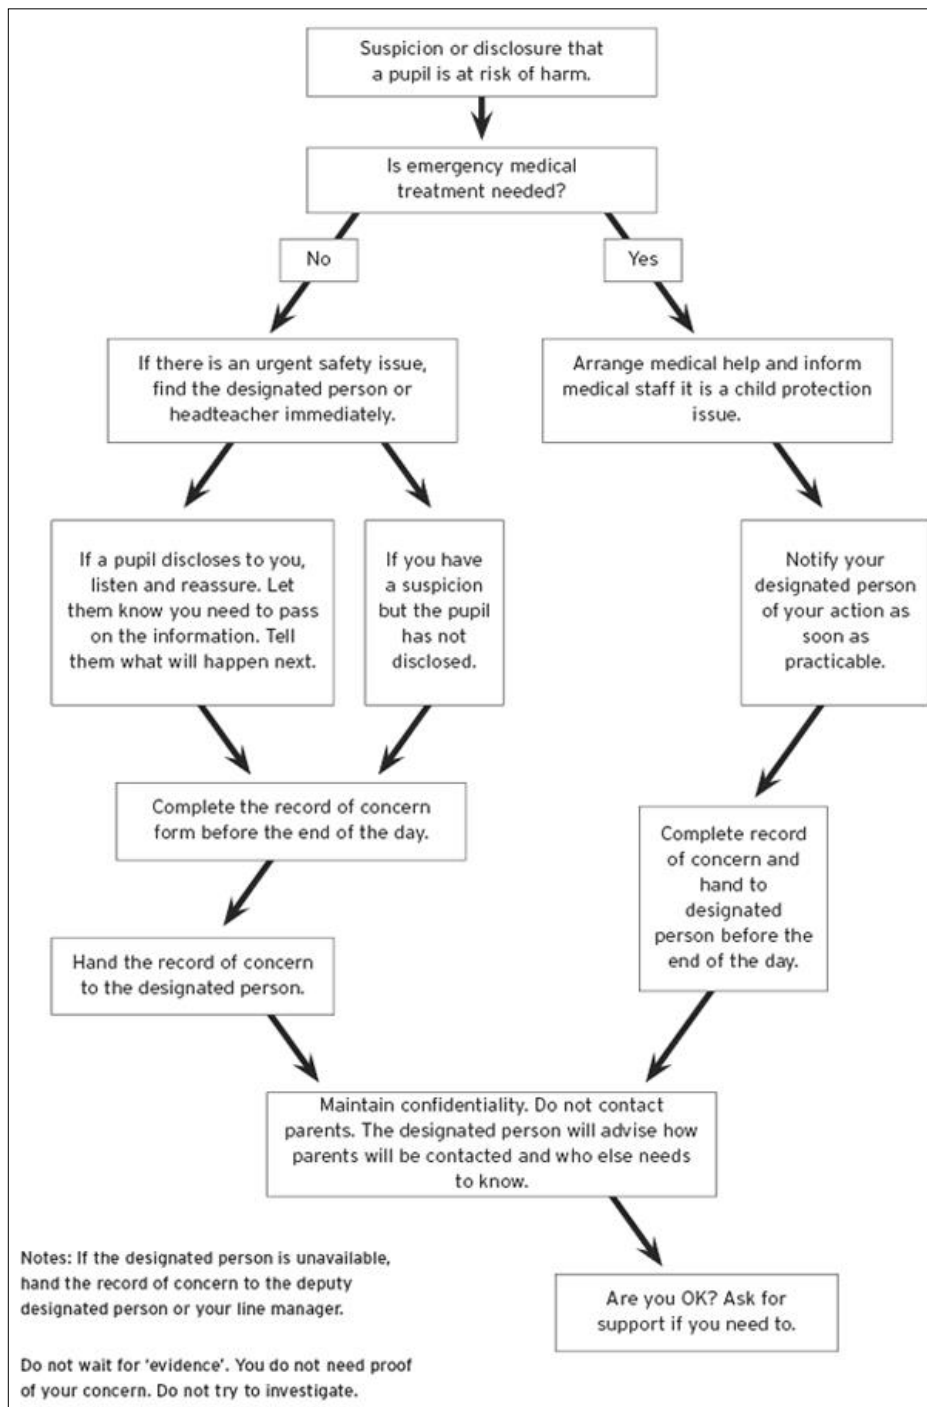 Suspicion or disclosure that
a pupil is at risk of harm.
Is emergency medical
treatment needed?
No
Yes
If there is an urgent safety issue,
find the designated person or
headteacher immediately.
Arrange medical help and inform
medical staff it is a child protection
issue.
If a pupil discloses to you,
listen and reassure. Let
them know you need to pass
on the information. Tell
them what will happen next.
If you have
a suspicion
but the pupil
has not
disclosed.
Notify your
designated person
of your action as
soon as
practicable.
Complete the record of concern
form before the end of the day.
Complete record
of concern and
hand to
designated
person before the
end of the day.
Hand the record of concern
to the designated person.
Maintain confidentiality. Do not contact
parents. The designated person will advise how
parents will be contacted and who else needs
to know.
Notes: If the designated person is unavailable,
hand the record of concern to the deputy
designated person or your line manager.
Are you OK? Ask for
support if you need to.
Do not wait for 'evidence'. You do not need proof
of your concern. Do not try to investigate.